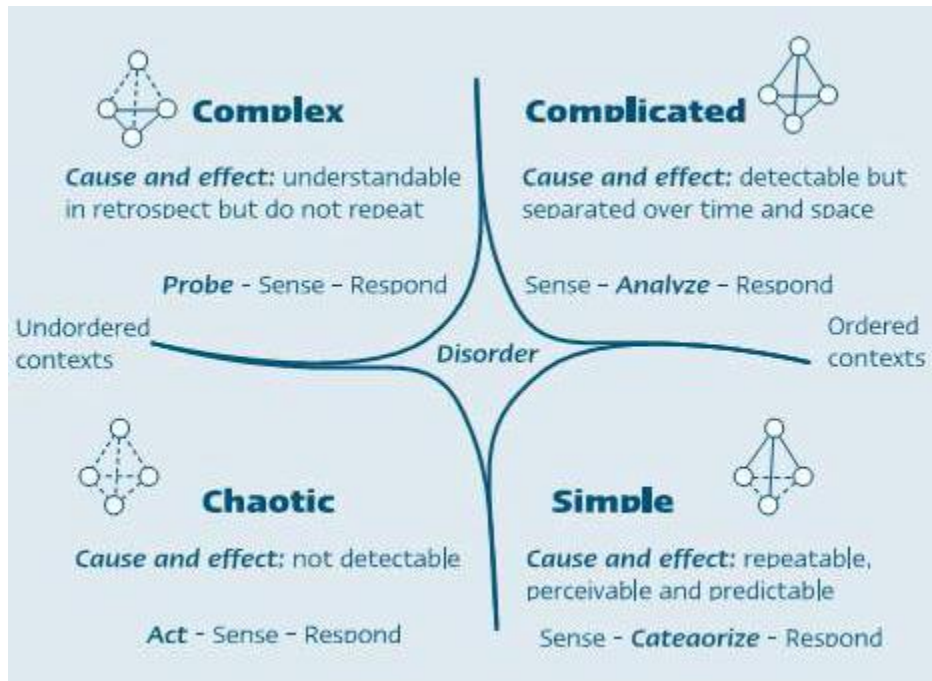 Complex
Cause and effect: understandable
in retrospect but do not repeat
Probe - Sense – Respond
Complicated
Cause and effect: detectable but
separated over time and space
Sense – Analyze – Respond
Undordered
contexts
Disorder
Ordered
contexts
Chaotic
Cause and effect: not detectable
Act - Sense – Respond
Simple
Cause and effect: repeatable,
perceivable and predictable
Sense - Categorize - Respond